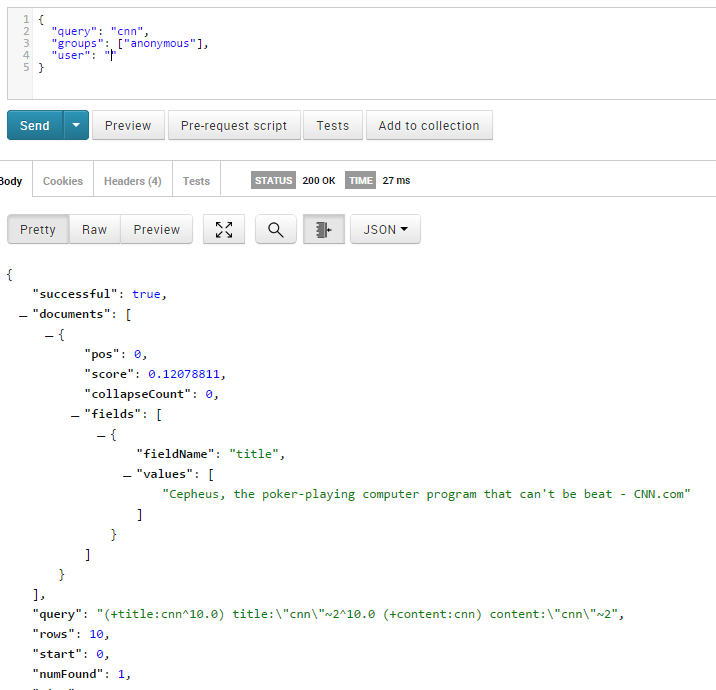 1 {
2 "query": "cnn",
3 "groups": ["anonymous"],
4 "user": ""
5 }
Send Preview Pre-request script Tests Add to collection
Body Cookies Headers (4) Tests STATUS 200 OK TIME 27 ms
Pretty Raw Preview JSON
{
"successful": true,
"documents": [
{
"pos": 0,
"score": 0.12078811,
"collapseCount": 0,
"fields": [
{
"fieldName": "title",
"values": [
"Cepheus, the poker-playing computer program that can't be beat - CNN.com"
]
}
]
}
],
"query": "(+title:cnn^10.0) title:\"cnn\"~2^10.0 (+content:cnn) content:\"cnn\"~2",
"rows": 10,
"start": 0,
"numFound": 1,